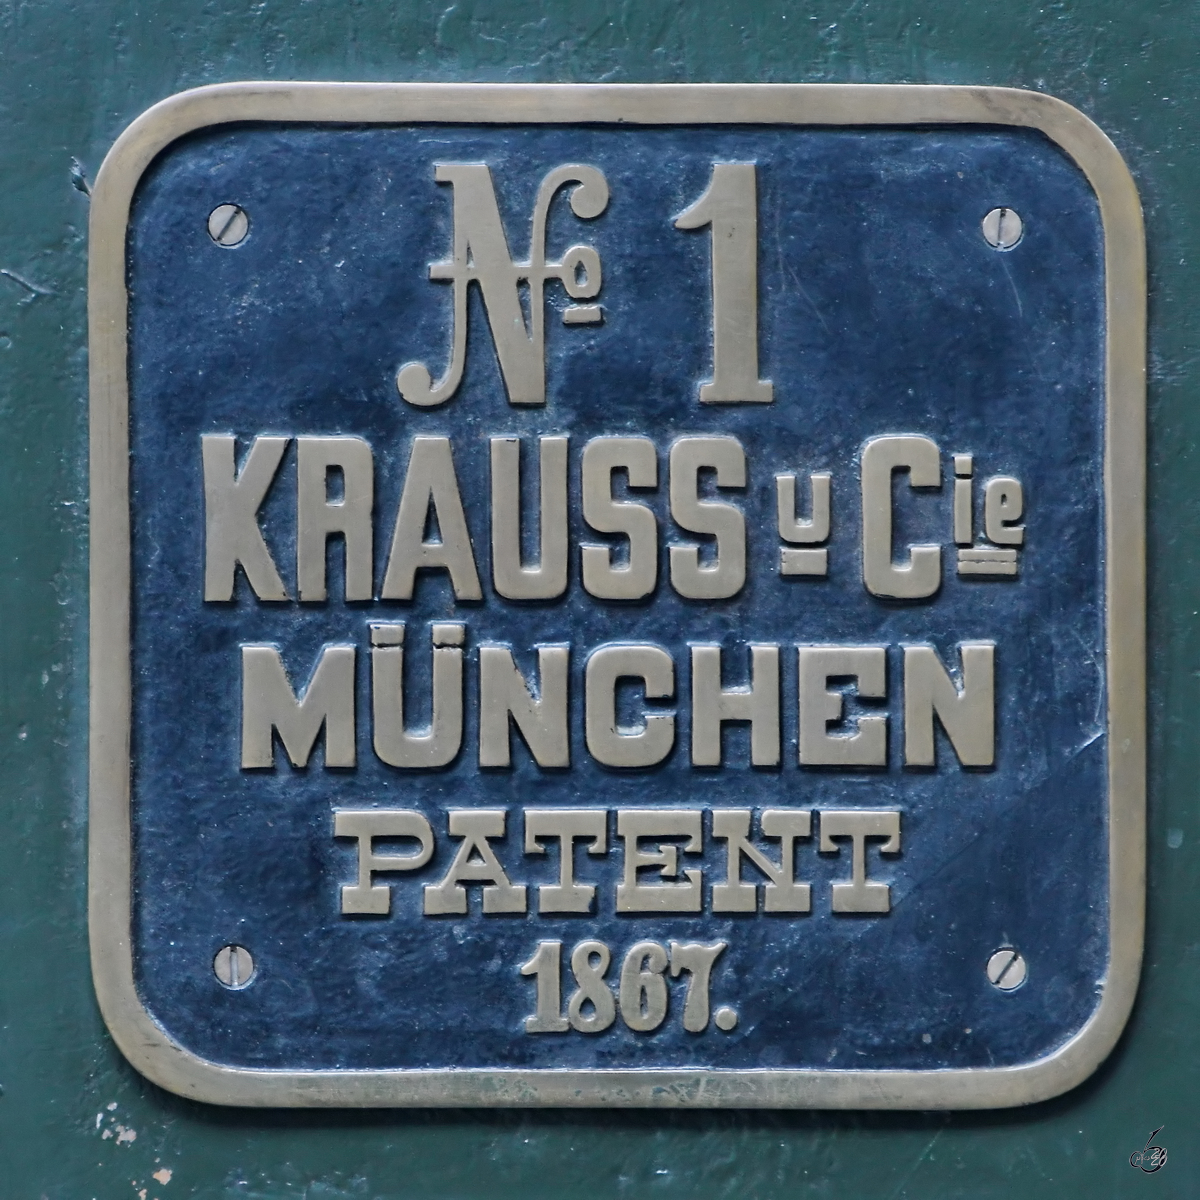 No 1
KRAUSS u Cie
MÜNCHEN
PATENT
1867.